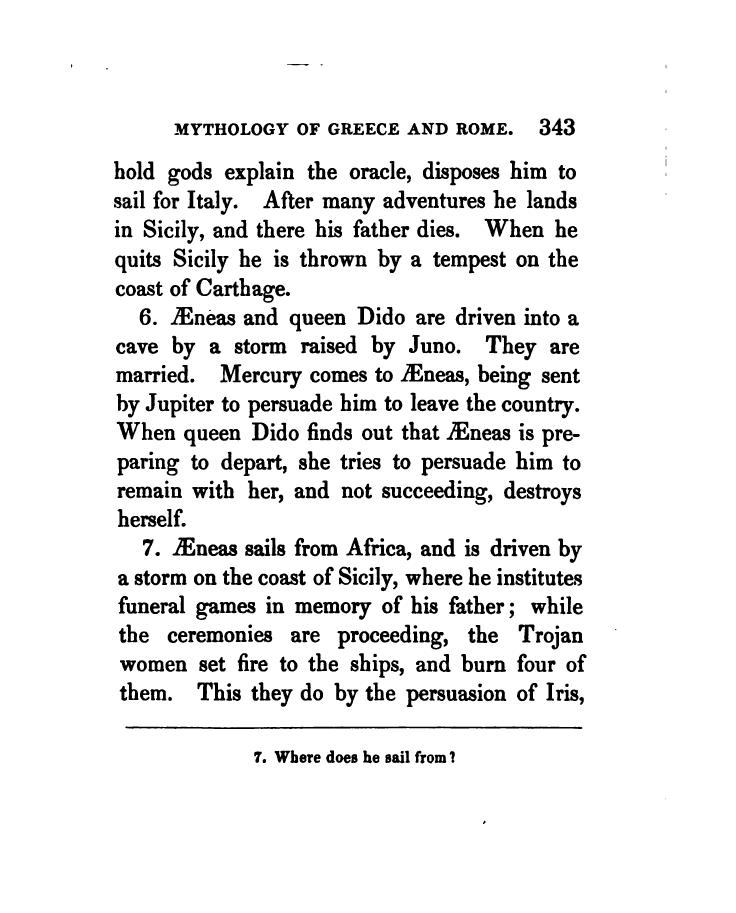 MYTHOLOGY OF GREECE AND ROME. 343
hold gods explain the oracle, disposes him to
sail for Italy. After many adventures he lands
in Sicily, and there his father dies. When he
quits Sicily he is thrown by a tempest on the
coast of Carthage.
6. Æneas and queen Dido are driven into a
cave by a storm raised by Juno. They are
married. Mercury comes to Æneas, being sent
by Jupiter to persuade him to leave the country.
When queen Dido finds out that Æneas is pre-
paring to depart, she tries to persuade him to
remain with her, and not succeeding, destroys
herself.
7. Æneas sails from Africa, and is driven by
a storm on the coast of Sicily, where he institutes
funeral games in memory of his father; while
the ceremonies are proceeding, the Trojan
women set fire to the ships, and burn four of
them. This they do by the persuasion of Iris,
7. Where does he sail from?